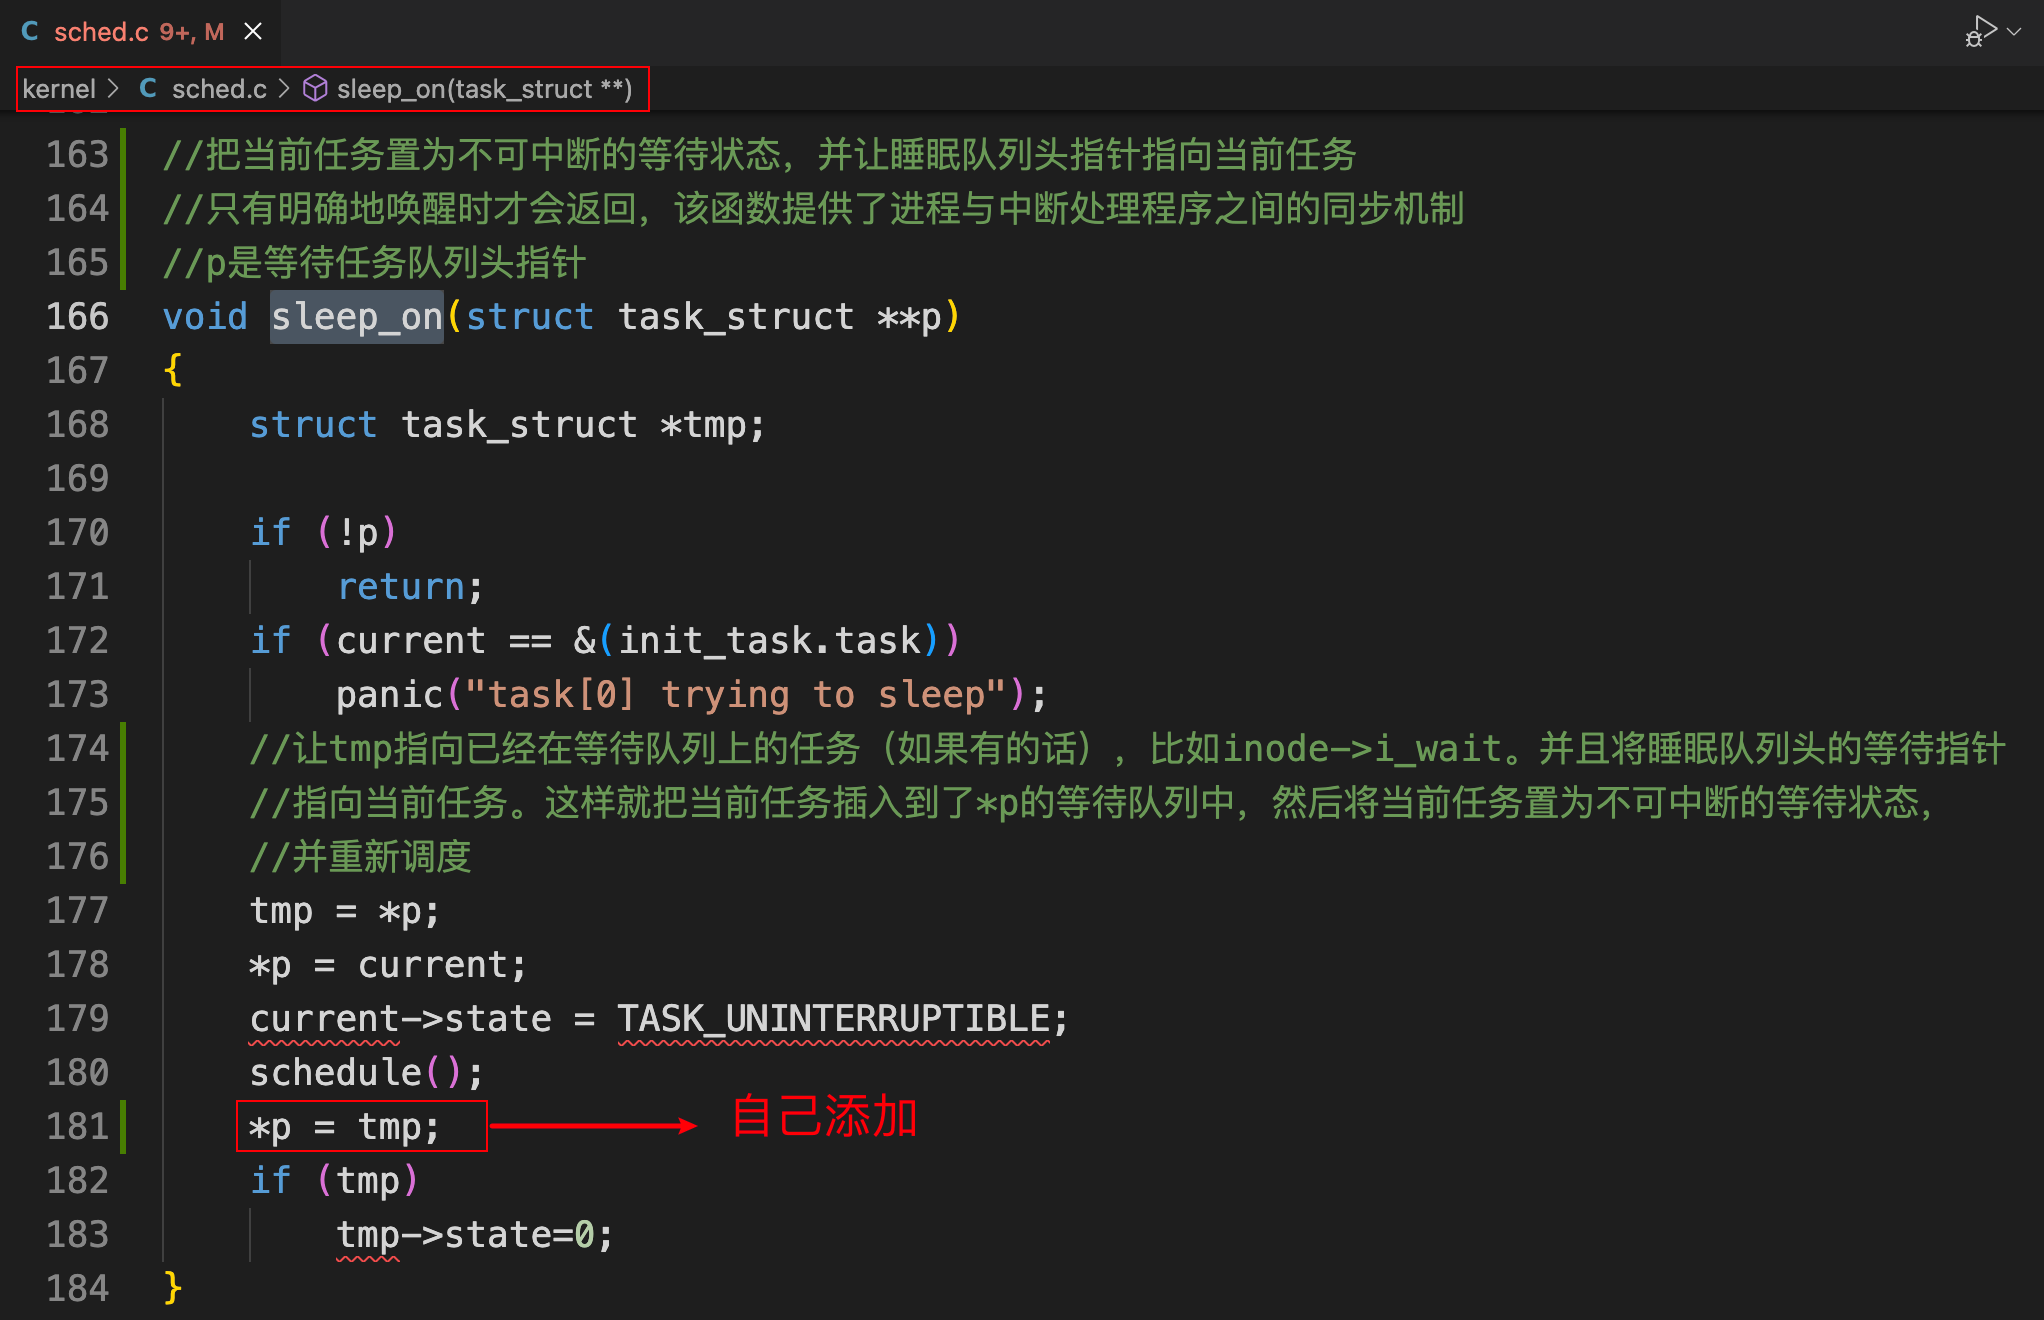 C sched.c 9+, M
kernel > C sched.c > sleep_on(task_struct **)
163 //把当前任务置为不可中断的等待状态，并让睡眠队列头指针指向当前任务
164 //只有明确地唤醒时才会返回，该函数提供了进程与中断处理程序之间的同步机制
165 //p是等待任务队列头指针
166 void sleep_on(struct task_struct **p)
167 {
168     struct task_struct *tmp;
169
170     if (!p)
171         return;
172     if (current == &(init_task.task))
173         panic("task[0] trying to sleep");
174     //让tmp指向已经在等待队列上的任务（如果有的话），比如inode->i_wait。并且将睡眠队列头的等待指针
175     //指向当前任务。这样就把当前任务插入到了*p的等待队列中，然后将当前任务置为不可中断的等待状态，
176     //并重新调度
177     tmp = *p;
178     *p = current;
179     current->state = TASK_UNINTERRUPTIBLE;
180     schedule();
181     *p = tmp; 自己添加
182     if (tmp)
183         tmp->state=0;
184 }